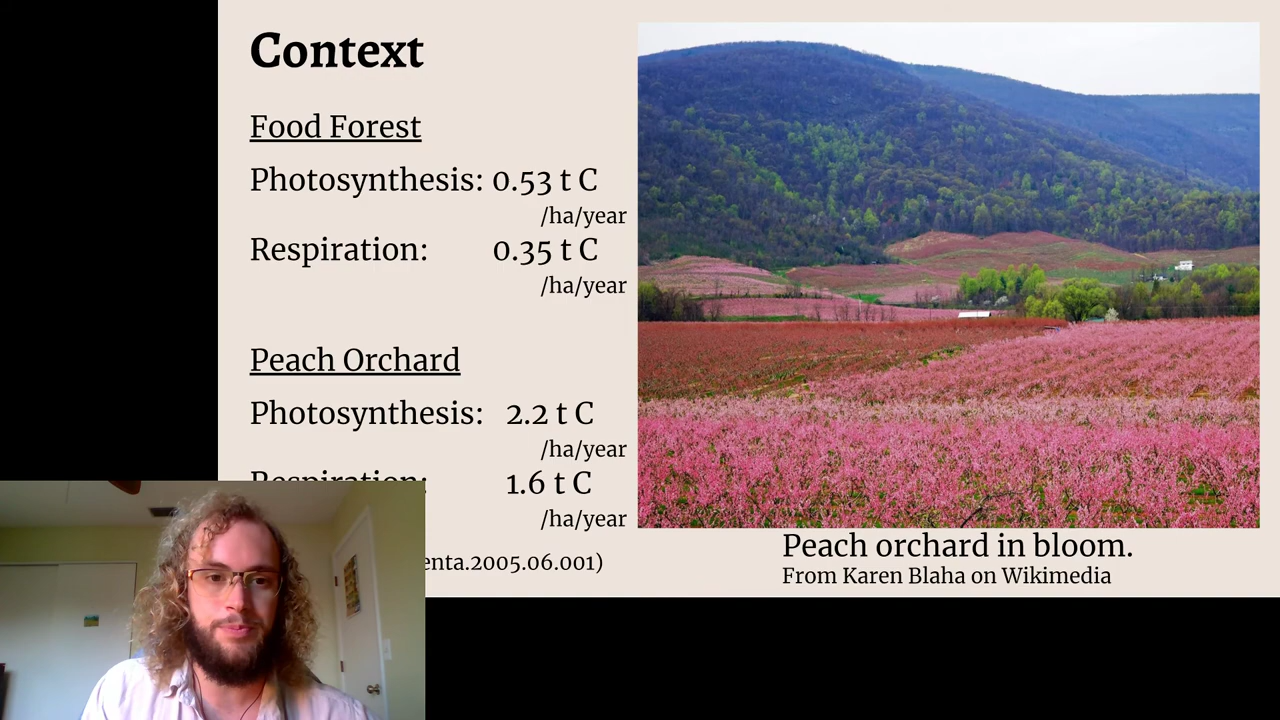 Context
Food Forest
Photosynthesis: 0.53 t C
/ha/year
Respiration: 0.35 t C
/ha/year
Peach Orchard
Photosynthesis: 2.2 t C
/ha/year
Respiration: 1.6 t C
/ha/year
enta.2005.06.001)
Peach orchard in bloom.
From Karen Blaha on Wikimedia